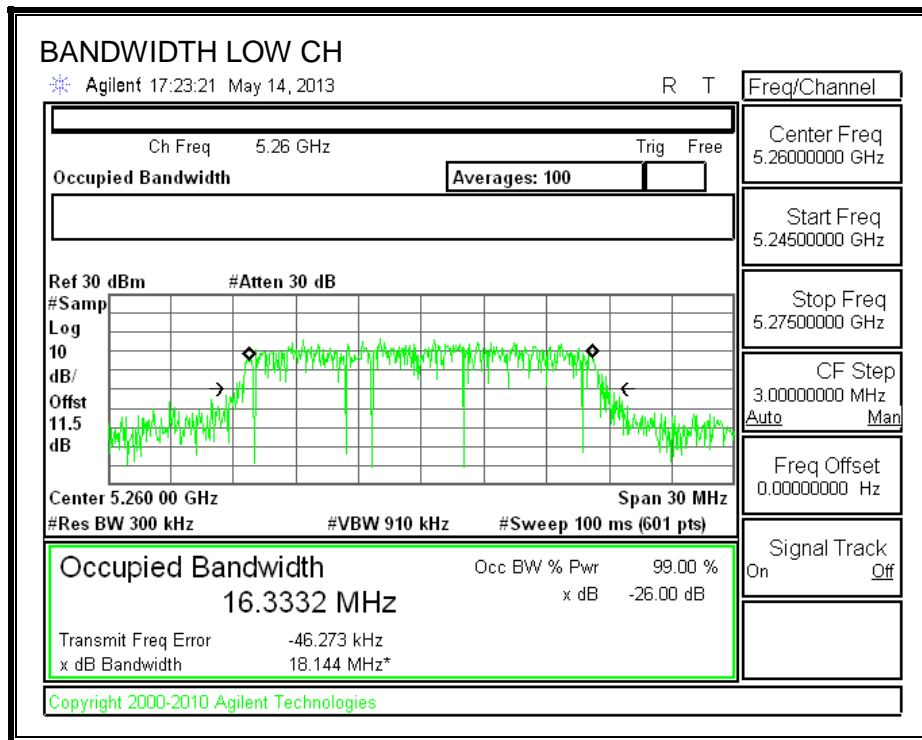 BANDWIDTH LOW CH
Agilent 17:23:21 May 14, 2013 R T
Freq/Channel
Ch Freq 5.26 GHz Trig Free
Occupied Bandwidth Averages: 100
Center Freq
5.26000000 GHz
Start Freq
5.24500000 GHz
Stop Freq
5.27500000 GHz
CF Step
3.00000000 MHz
Auto Man
Freq Offset
0.00000000 Hz
Signal Track
On Off
Ref 30 dBm #Atten 30 dB
#Samp
Log
10
dB/
Offst
11.5
dB
Center 5.260 00 GHz Span 30 MHz
#Res BW 300 kHz #VBW 910 kHz #Sweep 100 ms (601 pts)
Occupied Bandwidth Occ BW % Pwr 99.00 %
16.3332 MHz x dB -26.00 dB
Transmit Freq Error -46.273 kHz
x dB Bandwidth 18.144 MHz*
Copyright 2000-2010 Agilent Technologies